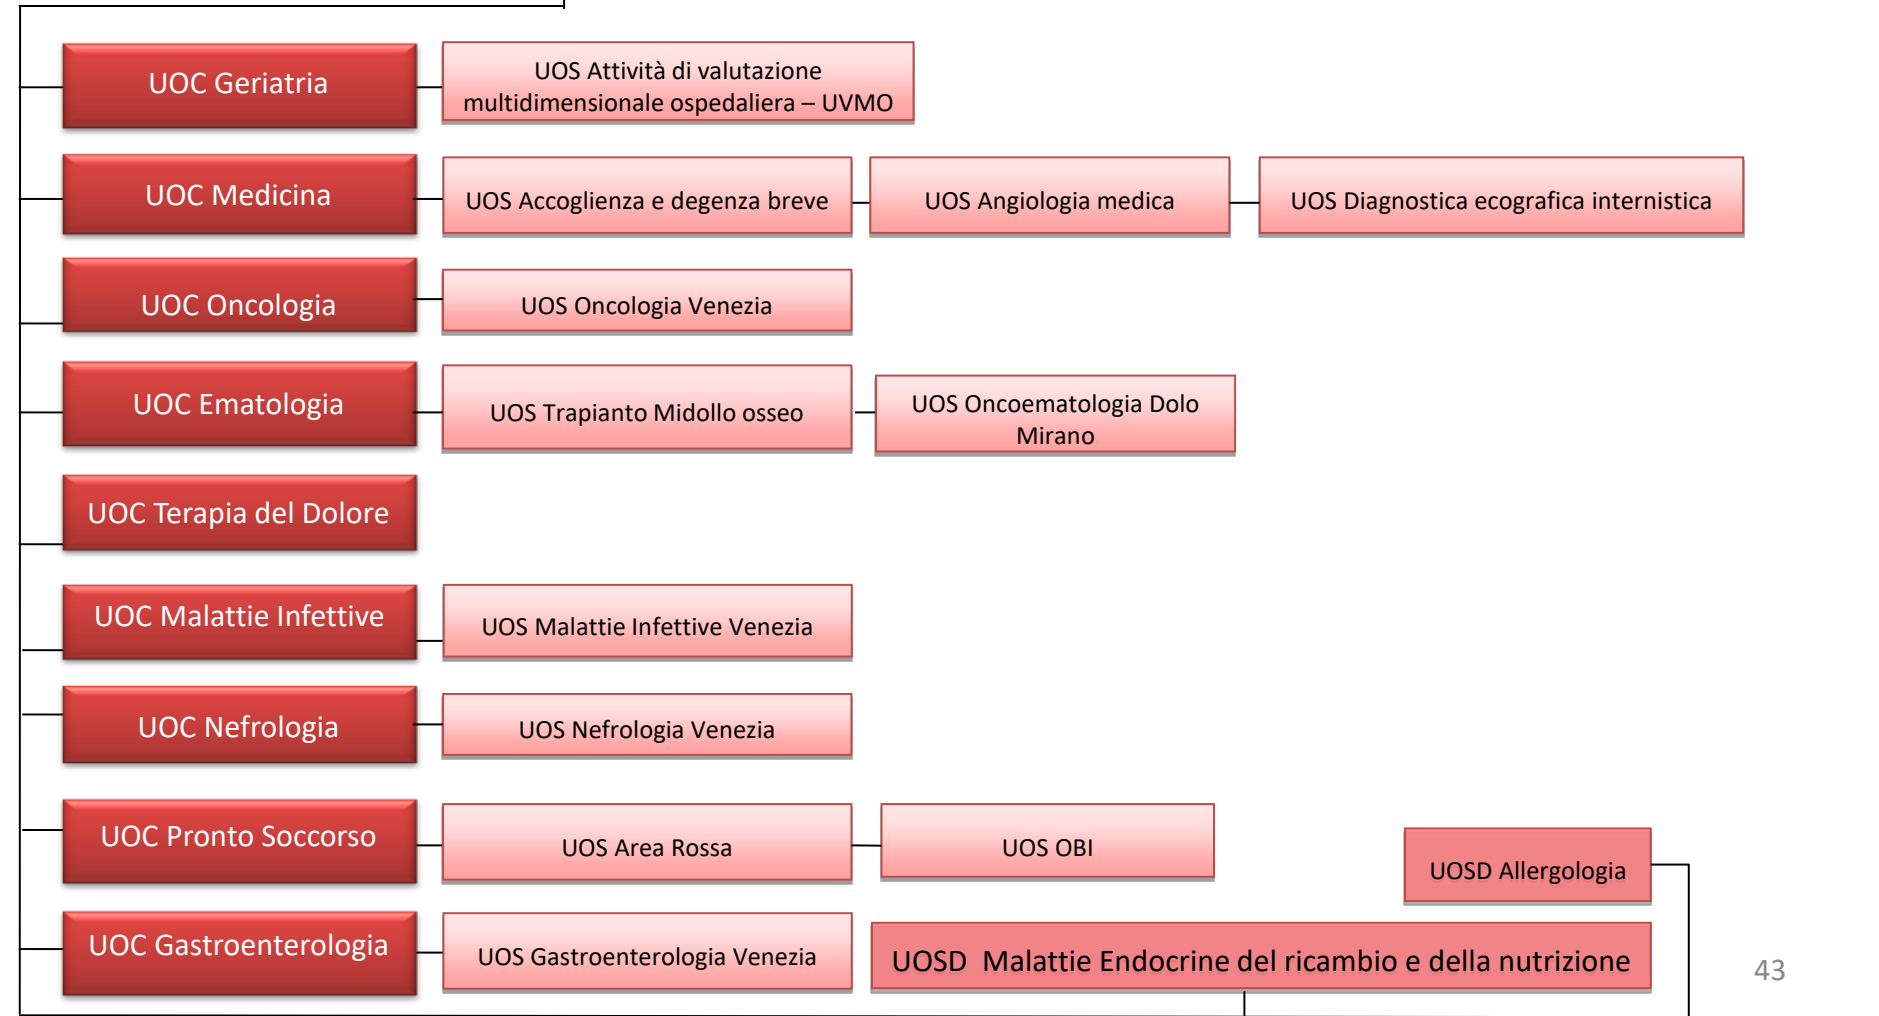 UOC Geriatria
UOS Attività di valutazione
multidimensionale ospedaliera – UVMO
UOC Medicina
UOS Accoglienza e degenza breve
UOS Angiologia medica
UOS Diagnostica ecografica internistica
UOC Oncologia
UOS Oncologia Venezia
UOC Ematologia
UOS Trapianto Midollo osseo
UOS Oncoematologia Dolo
Mirano
UOC Terapia del Dolore
UOC Malattie Infettive
UOS Malattie Infettive Venezia
UOC Nefrologia
UOS Nefrologia Venezia
UOC Pronto Soccorso
UOS Area Rossa
UOS OBI
UOSD Allergologia
UOC Gastroenterologia
UOS Gastroenterologia Venezia
UOSD  Malattie Endocrine del ricambio e della nutrizione
43